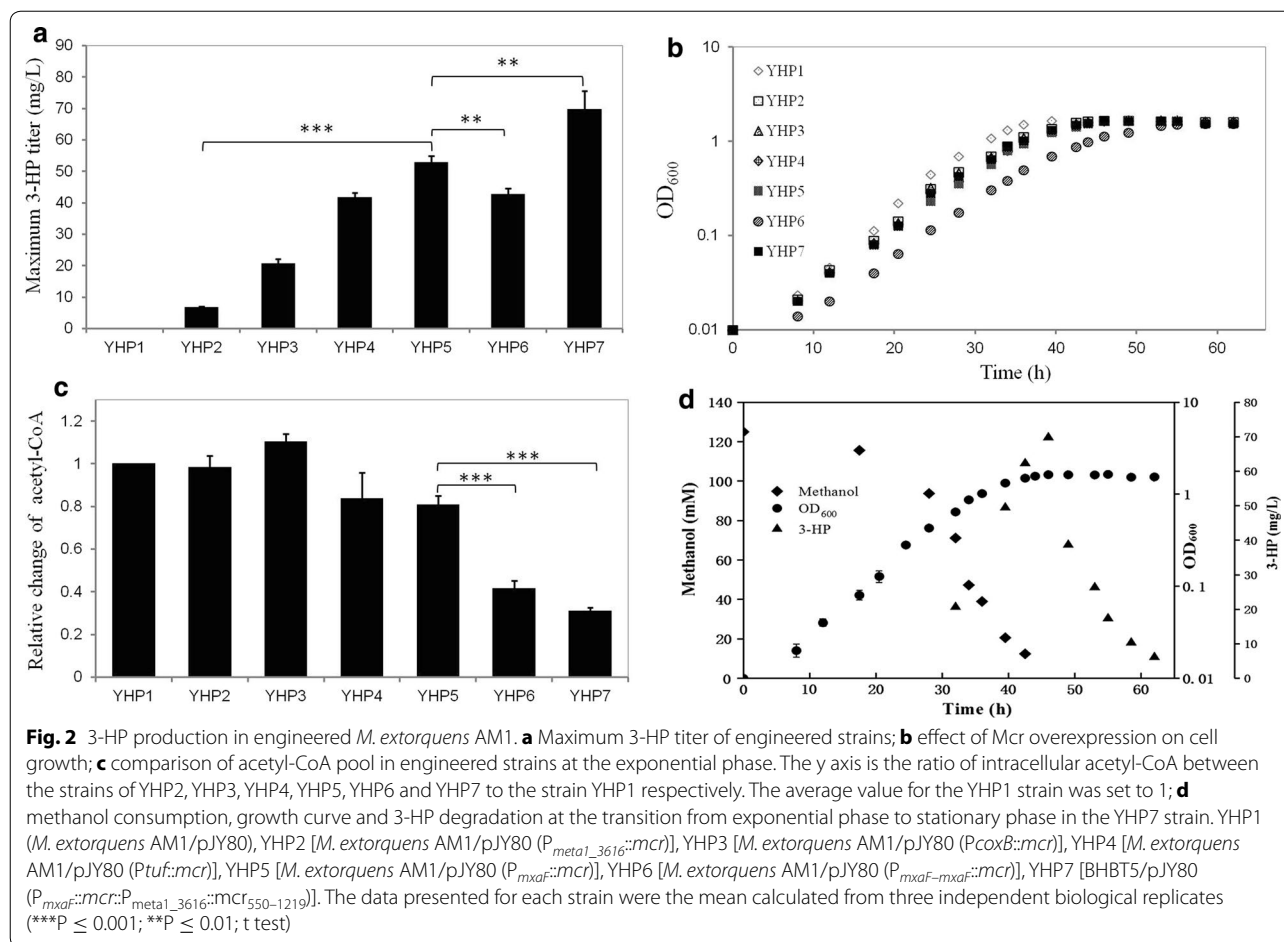 a
Maximum 3-HP titer (mg/L)
90
80
70
60
50
40
30
20
10
0
***
**
**
YHP1 YHP2 YHP3 YHP4 YHP5 YHP6 YHP7
b
OD600
10
1
0.1
0.01
YHP1
YHP2
YHP3
YHP4
YHP5
YHP6
YHP7
0 10 20 30 40 50 60
Time (h)
c
Relative change of acetyl-CoA
1.2
1
0.8
0.6
0.4
0.2
0
***
***
YHP1 YHP2 YHP3 YHP4 YHP5 YHP6 YHP7
d
Methanol (mM)
140
120
100
80
60
40
20
0
Methanol
OD600
3-HP
10
1
0.1
0.01
OD600
80
70
60
50
40
30
20
10
0
3-HP (mg/L)
0 10 20 30 40 50 60
Time (h)
Fig. 2 3-HP production in engineered M. extorquens AM1. a Maximum 3-HP titer of engineered strains; b effect of Mcr overexpression on cell
growth; c comparison of acetyl-CoA pool in engineered strains at the exponential phase. The y axis is the ratio of intracellular acetyl-CoA between
the strains of YHP2, YHP3, YHP4, YHP5, YHP6 and YHP7 to the strain YHP1 respectively. The average value for the YHP1 strain was set to 1; d
methanol consumption, growth curve and 3-HP degradation at the transition from exponential phase to stationary phase in the YHP7 strain. YHP1
(M. extorquens AM1/pJY80), YHP2 [M. extorquens AM1/pJY80 (Pmeta1_3616::mcr)], YHP3 [M. extorquens AM1/pJY80 (PcoxB::mcr)], YHP4 [M. extorquens
AM1/pJY80 (Ptuf::mcr)], YHP5 [M. extorquens AM1/pJY80 (PmxaF::mcr)], YHP6 [M. extorquens AM1/pJY80 (PmxaF–mxaF::mcr)], YHP7 [BHBT5/pJY80
(PmxaF::mcr::Pmeta1_3616::mcr550–1219)]. The data presented for each strain were the mean calculated from three independent biological replicates
(***P ≤ 0.001; **P ≤ 0.01; t test)